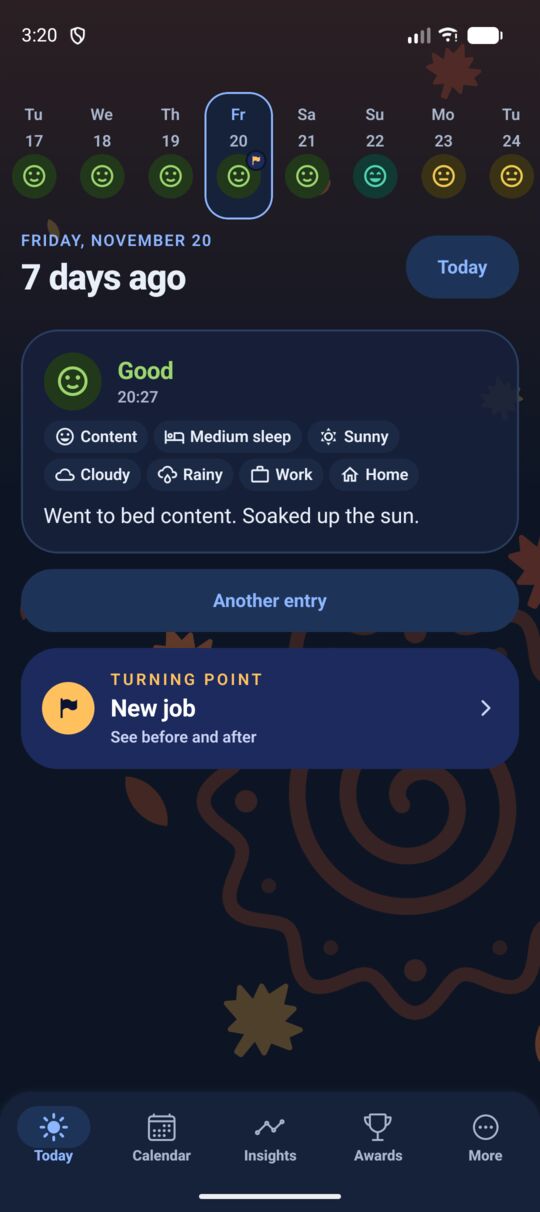 3:20
Tu We Th Fr Sa Su Mo Tu
17 18 19 20 21 22 23 24
FRIDAY, NOVEMBER 20
7 days ago
Today
Good
20:27
Content Medium sleep Sunny
Cloudy Rainy Work Home
Went to bed content. Soaked up the sun.
Another entry
TURNING POINT
New job
See before and after
Today Calendar Insights Awards More